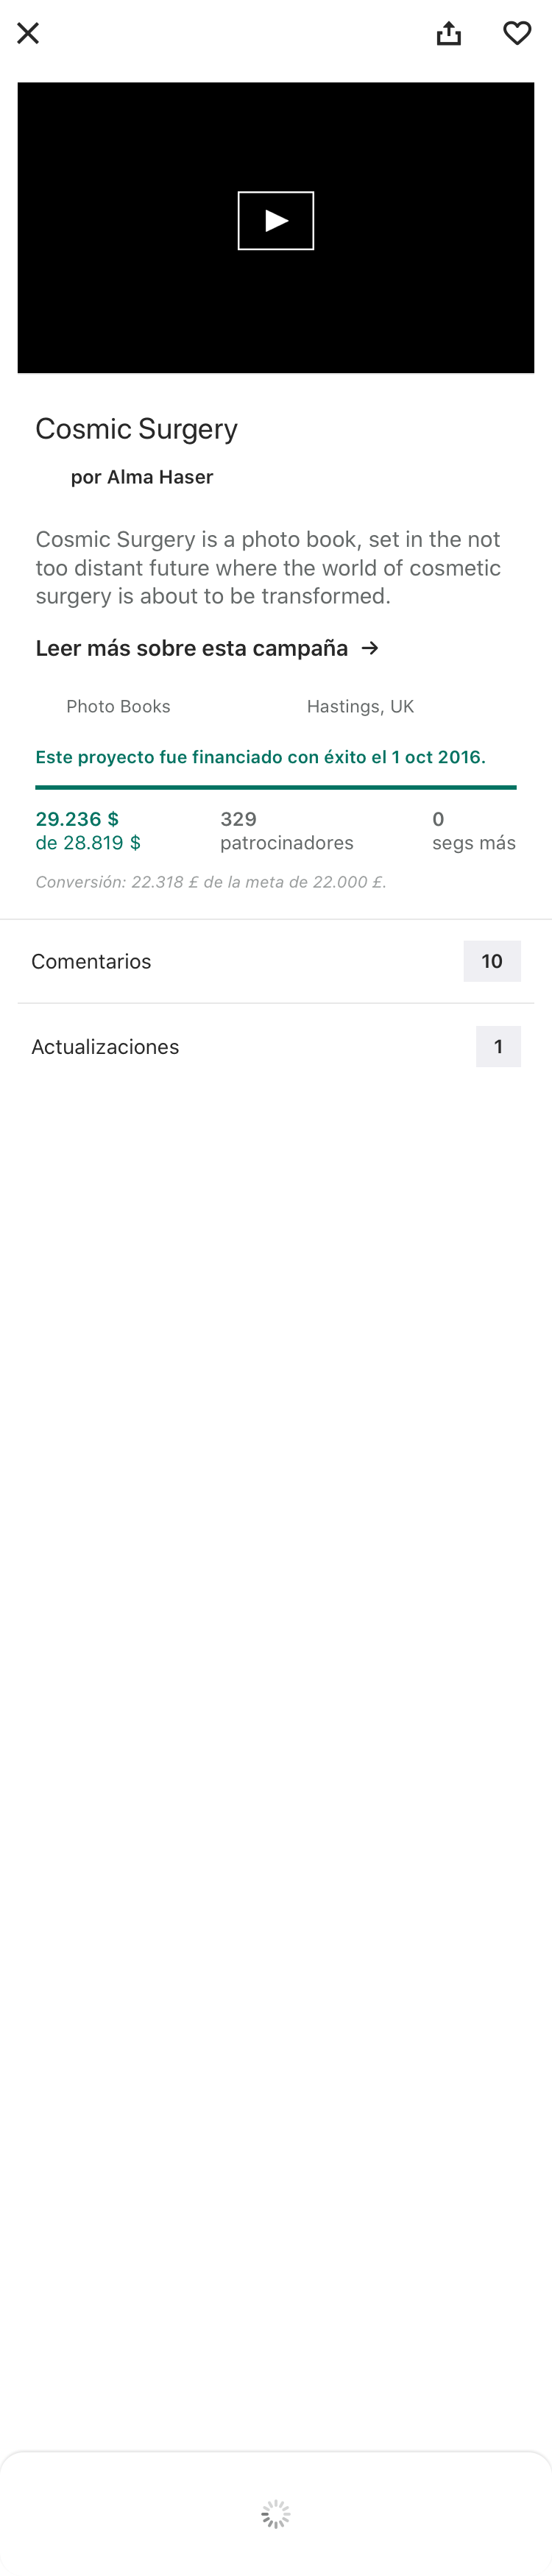 Cosmic Surgery
por Alma Haser
Cosmic Surgery is a photo book, set in the not
too distant future where the world of cosmetic
surgery is about to be transformed.
Leer más sobre esta campaña →
Photo Books Hastings, UK
Este proyecto fue financiado con éxito el 1 oct 2016.
29.236 $ 329 0
de 28.819 $ patrocinadores segs más
Conversión: 22.318 £ de la meta de 22.000 £.
Comentarios 10
Actualizaciones 1